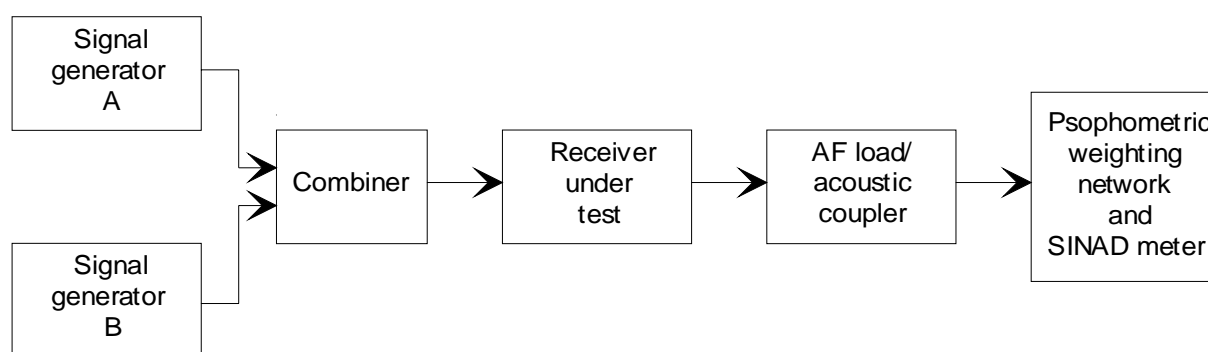 Signal
generator
A
Signal
generator
B
Combiner
Receiver
under
test
AF load/
acoustic
coupler
Psophometric
weighting
network
and
SINAD meter